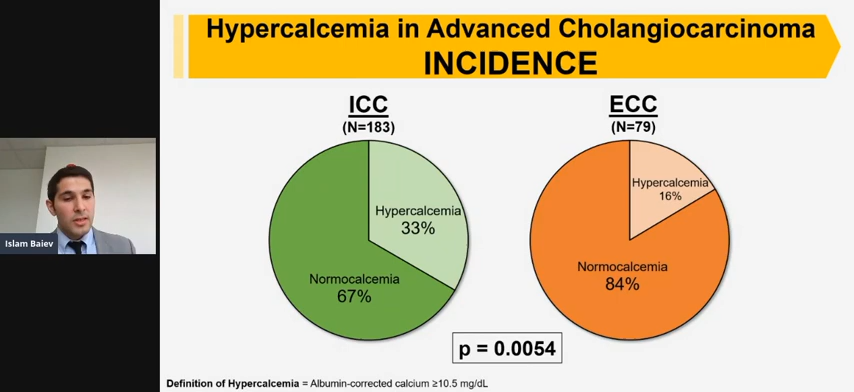 Hypercalcemia in Advanced Cholangiocarcinoma
INCIDENCE
ICC
(N=183)
Hypercalcemia
33%
Normocalcemia
67%
ECC
(N=79)
Hypercalcemia
16%
Normocalcemia
84%
p = 0.0054
Islam Baiev
Definition of Hypercalcemia = Albumin-corrected calcium ≥10.5 mg/dL